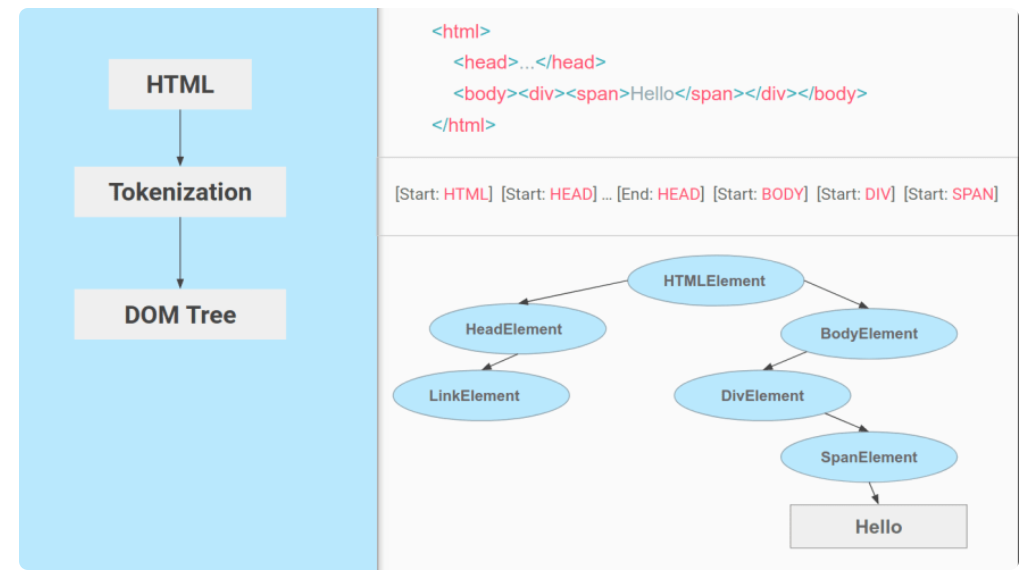 HTML
Tokenization
DOM Tree
<html>
<head>...</head>
<body><div><span>Hello</span></div></body>
</html>
[Start: HTML] [Start: HEAD] ... [End: HEAD] [Start: BODY] [Start: DIV] [Start: SPAN]
HTMLElement
HeadElement
BodyElement
LinkElement
DivElement
SpanElement
Hello